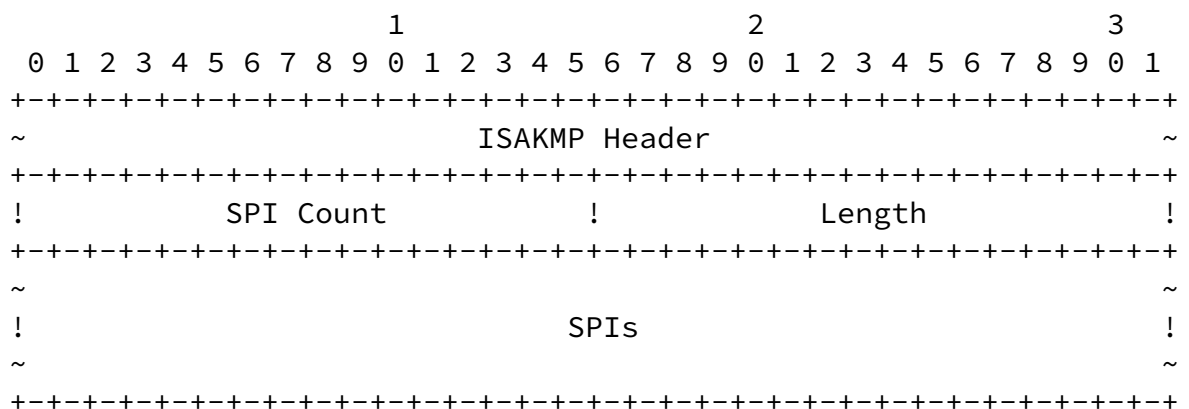 1                   2                   3
 0 1 2 3 4 5 6 7 8 9 0 1 2 3 4 5 6 7 8 9 0 1 2 3 4 5 6 7 8 9 0 1
+-+-+-+-+-+-+-+-+-+-+-+-+-+-+-+-+-+-+-+-+-+-+-+-+-+-+-+-+-+-+-+-+
~                         ISAKMP Header                         ~
+-+-+-+-+-+-+-+-+-+-+-+-+-+-+-+-+-+-+-+-+-+-+-+-+-+-+-+-+-+-+-+-+
!           SPI Count           !            Length             !
+-+-+-+-+-+-+-+-+-+-+-+-+-+-+-+-+-+-+-+-+-+-+-+-+-+-+-+-+-+-+-+-+
~                                                               ~
!                              SPIs                             !
~                                                               ~
+-+-+-+-+-+-+-+-+-+-+-+-+-+-+-+-+-+-+-+-+-+-+-+-+-+-+-+-+-+-+-+-+